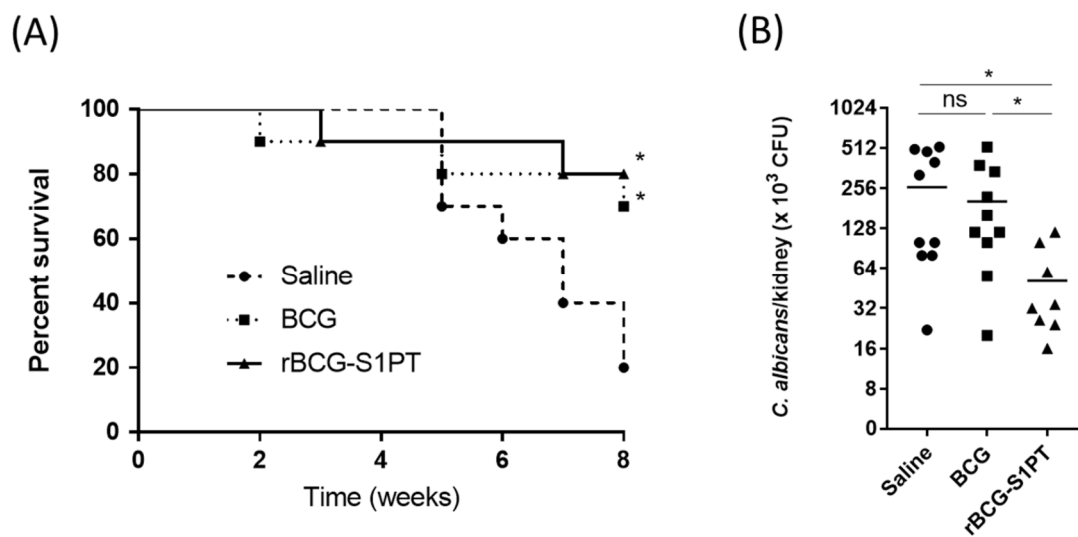 (A)
100
80
60
40
20
0
Percent survival
0
2
4
6
8
Time (weeks)
Saline
BCG
rBCG-S1PT
*
*
(B)
*
ns
*
1024
512
256
128
64
32
16
8
0
C. albicans/kidney (x 10³ CFU)
Saline
BCG
rBCG-S1PT